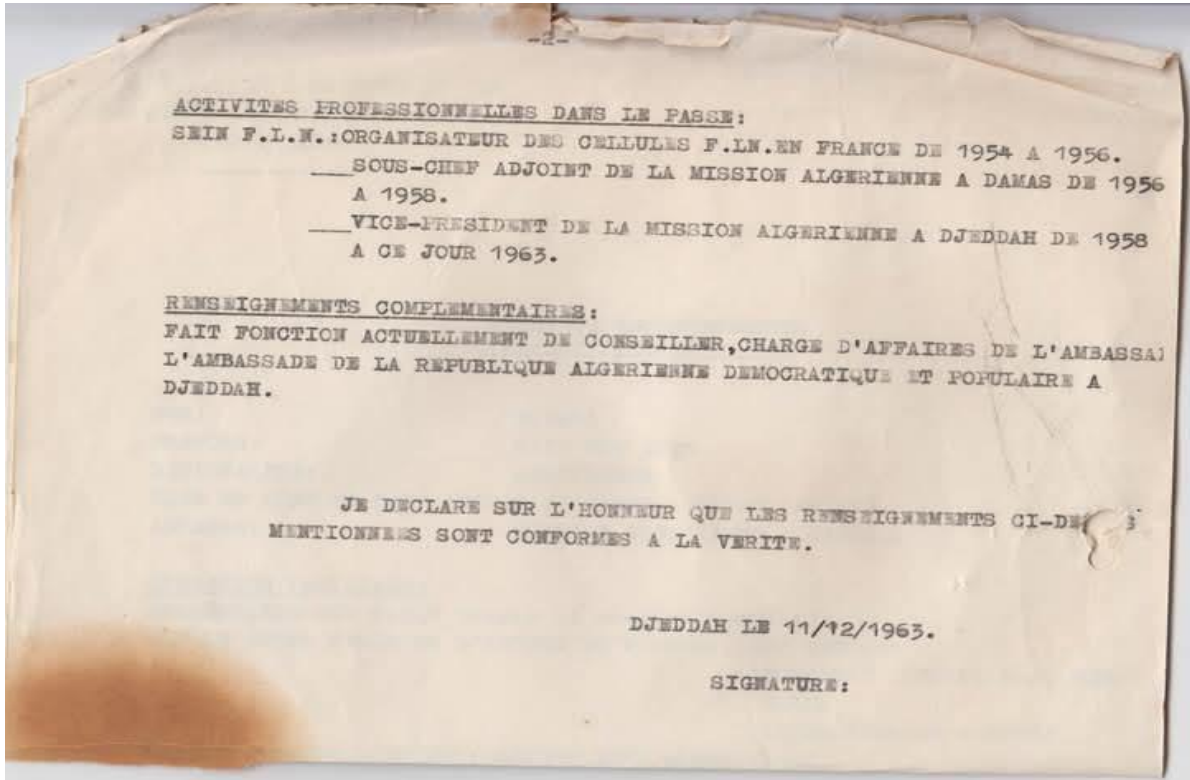 -2-
ACTIVITES PROFESSIONNELLES DANS LE PASSE:
SEIN F.L.N.:ORGANISATEUR DES CELLULES F.LN.EN FRANCE DE 1954 A 1956.
___SOUS-CHEF ADJOINT DE LA MISSION ALGERIENNE A DAMAS DE 1956
A 1958.
___VICE-PRESIDENT DE LA MISSION ALGERIENNE A DJEDDAH DE 1958
A CE JOUR 1963.
RENSEIGNEMENTS COMPLEMENTAIRES:
FAIT FONCTION ACTUELLEMENT DE CONSEILLER,CHARGE D'AFFAIRES DE L'AMBASSA
L'AMBASSADE DE LA REPUBLIQUE ALGERIENNE DEMOCRATIQUE ET POPULAIRE A
DJEDDAH.
JE DECLARE SUR L'HONNEUR QUE LES RENSEIGNEMENTS
MENTIONNEES SONT CONFORMES A LA VERITE.
DJEDDAH LE 11/12/1963.
SIGNATURE: